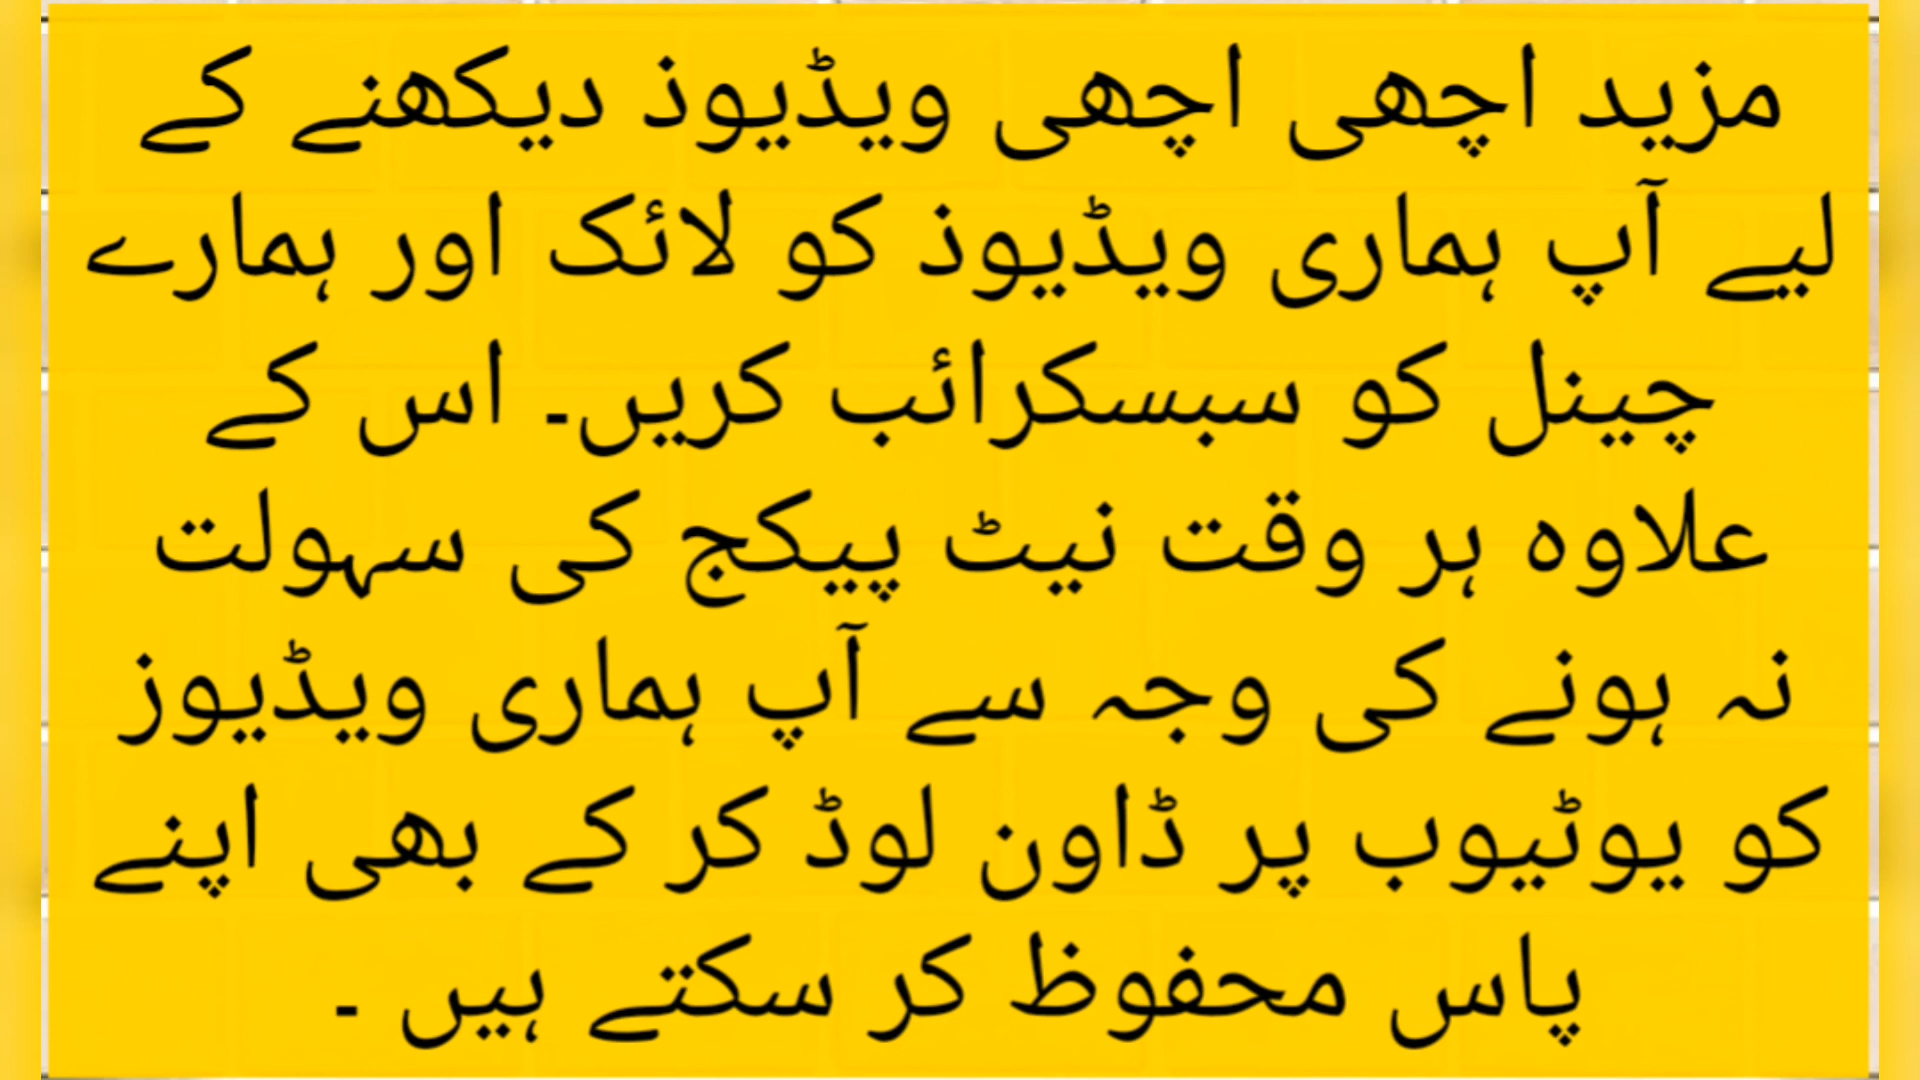 مزید اچھی اچھی ویڈیوذ دیکھنے کے
لیے آپ ہماری ویڈیوذ کو لائک اور ہمارے
چینل کو سبسکرائب کریں۔ اس کے
علاوہ ہر وقت نیٹ پیکج کی سہولت
نہ ہونے کی وجہ سے آپ ہماری ویڈیوز
کو یوٹیوب پر ڈاون لوڈ کر کے بھی اپنے
پاس محفوظ کر سکتے ہیں ۔